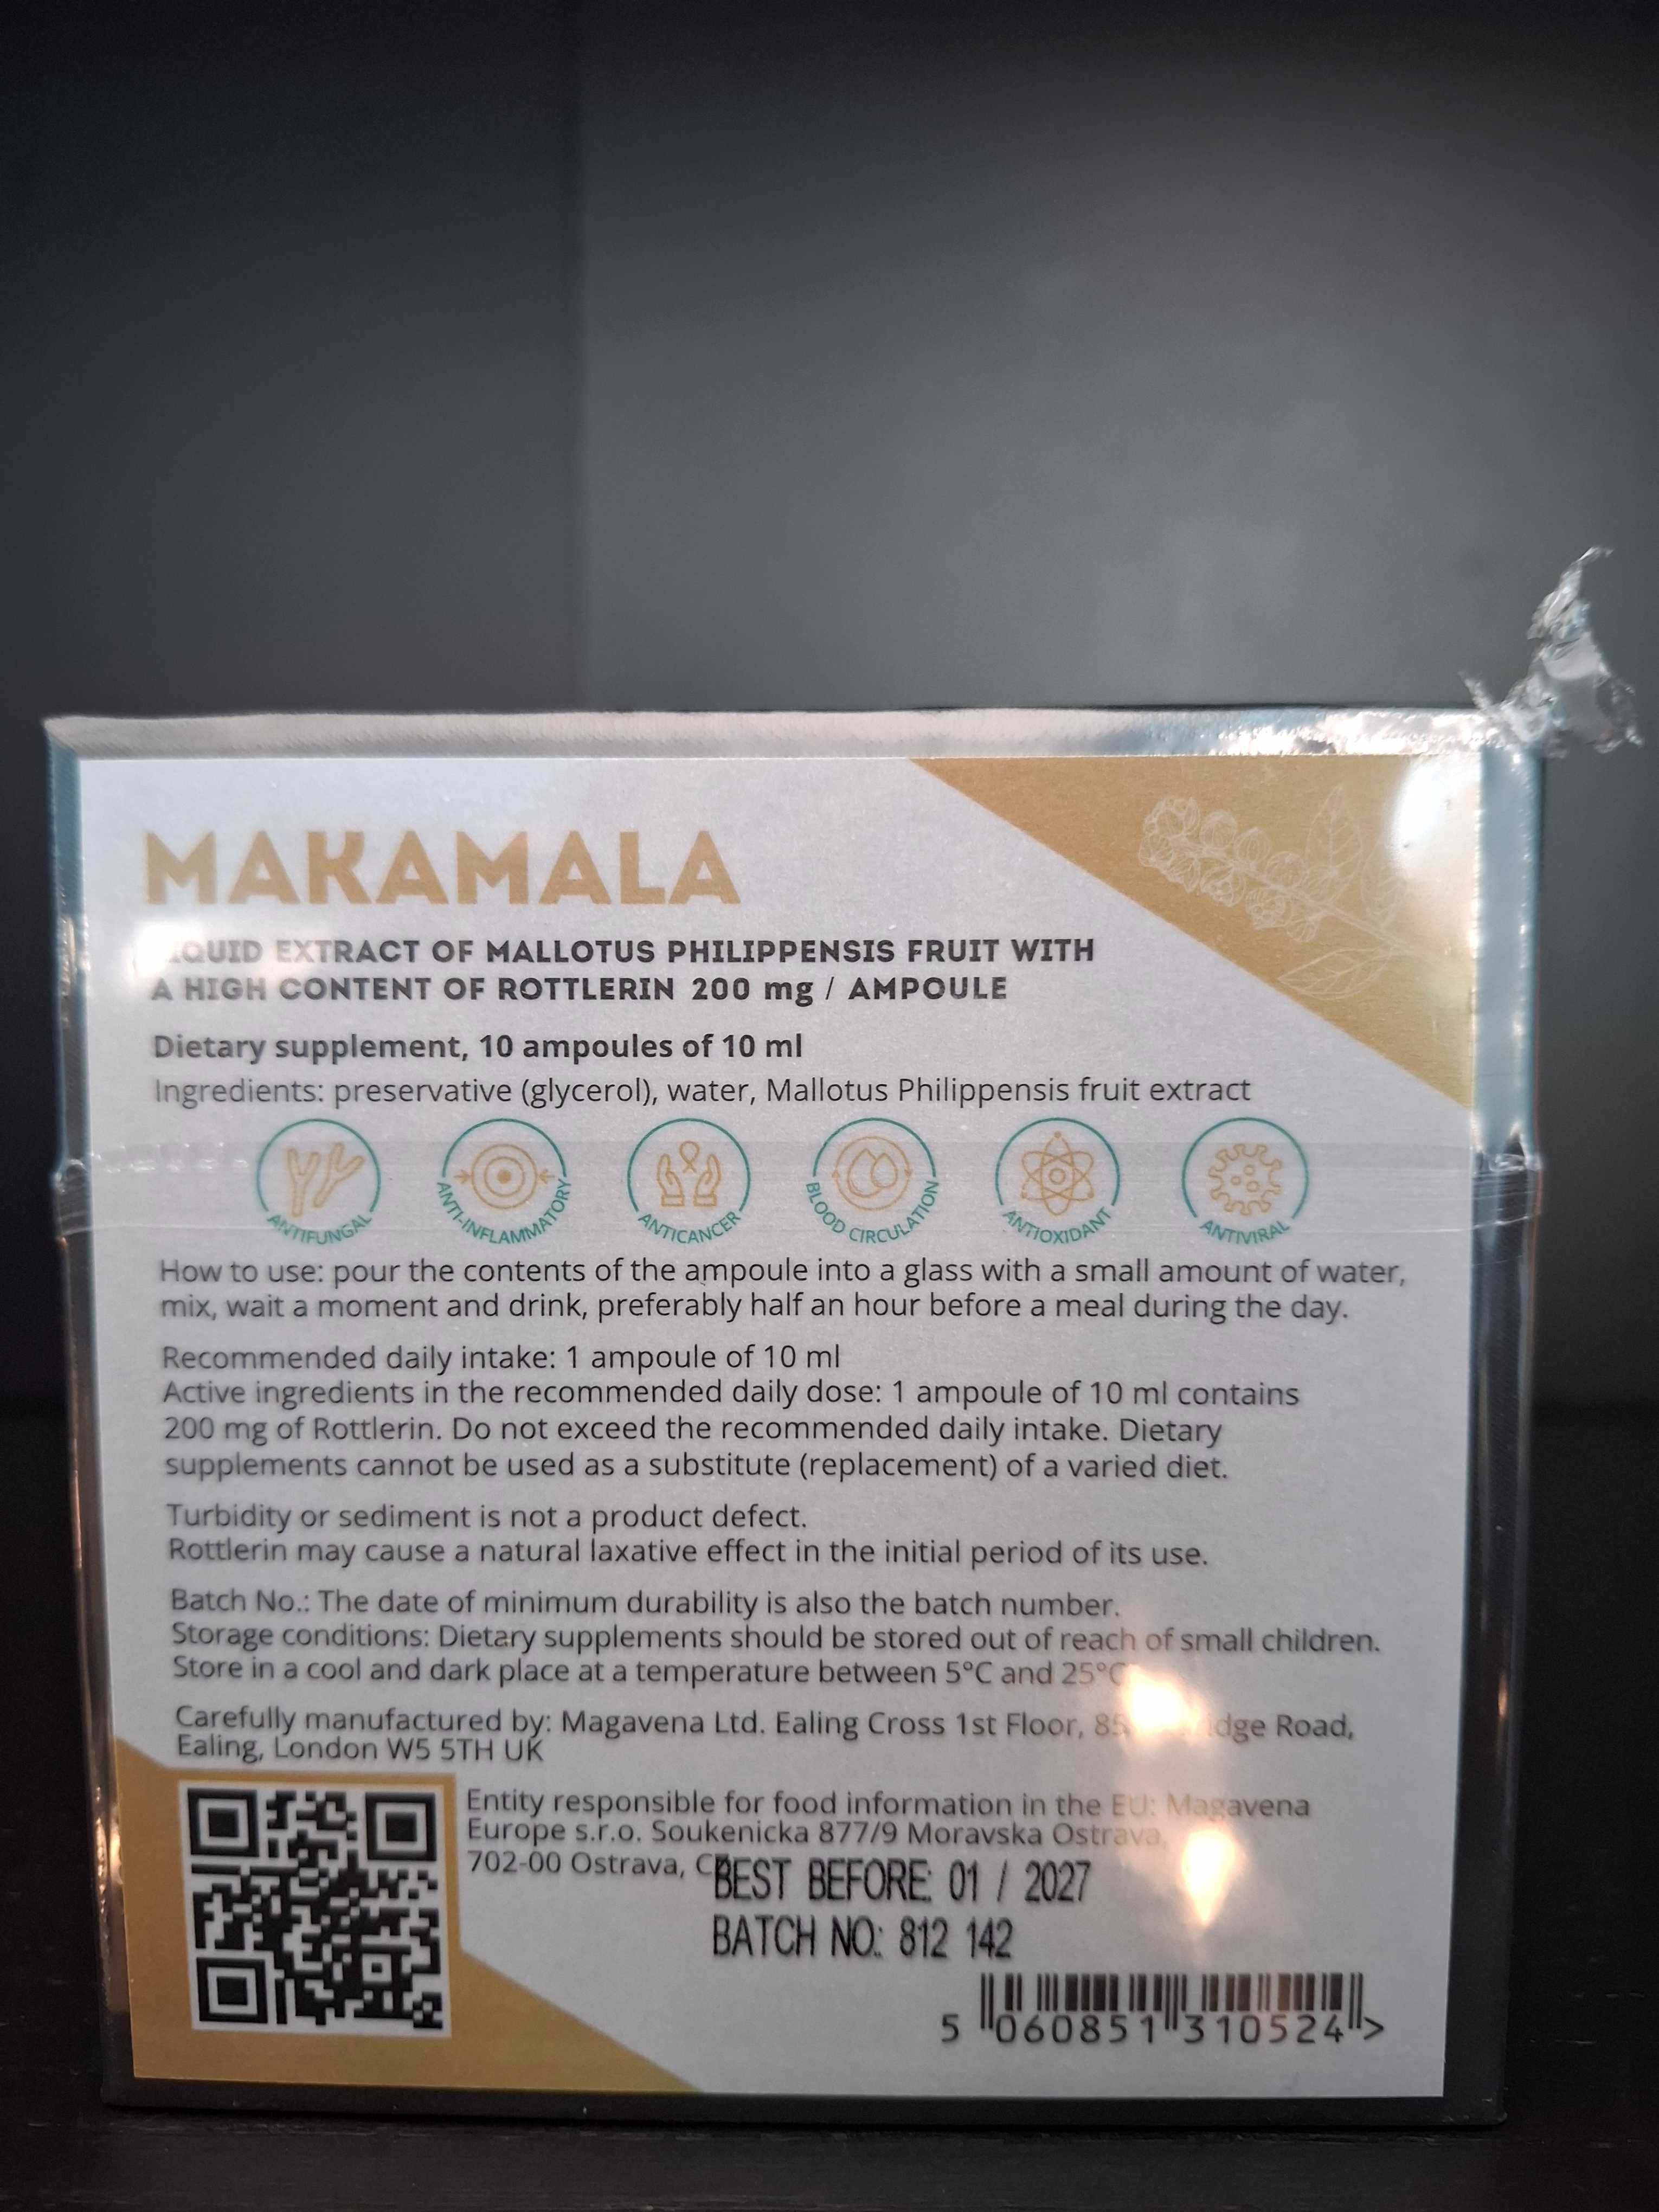 MAKAMALA
LIQUID EXTRACT OF MALLOTUS PHILIPPENSIS FRUIT WITH
A HIGH CONTENT OF ROTTLERIN 200 mg / AMPOULE
Dietary supplement, 10 ampoules of 10 ml
Ingredients: preservative (glycerol), water, Mallotus Philippensis fruit extract
ANTIFUNGAL
ANTI-INFLAMMATORY
ANTICANCER
BLOOD CIRCULATION
ANTIOXIDANT
ANTIVIRAL
How to use: pour the contents of the ampoule into a glass with a small amount of water,
mix, wait a moment and drink, preferably half an hour before a meal during the day.
Recommended daily intake: 1 ampoule of 10 ml
Active ingredients in the recommended daily dose: 1 ampoule of 10 ml contains
200 mg of Rottlerin. Do not exceed the recommended daily intake. Dietary
supplements cannot be used as a substitute (replacement) of a varied diet.
Turbidity or sediment is not a product defect.
Rottlerin may cause a natural laxative effect in the initial period of its use.
Batch No.: The date of minimum durability is also the batch number.
Storage conditions: Dietary supplements should be stored out of reach of small children.
Store in a cool and dark place at a temperature between 5°C and 25°C
Carefully manufactured by: Magavena Ltd. Ealing Cross 1st Floor, Road,
Ealing, London W5 5TH UK
Entity responsible for food information in the EU: Magavena
Europe s.r.o. Soukenicka 877/9 Moravska Ostrava,
702-00 Ostrava,
BEST BEFORE: 01 / 2027
BATCH NO.: 812 142
5 060851 310524 >